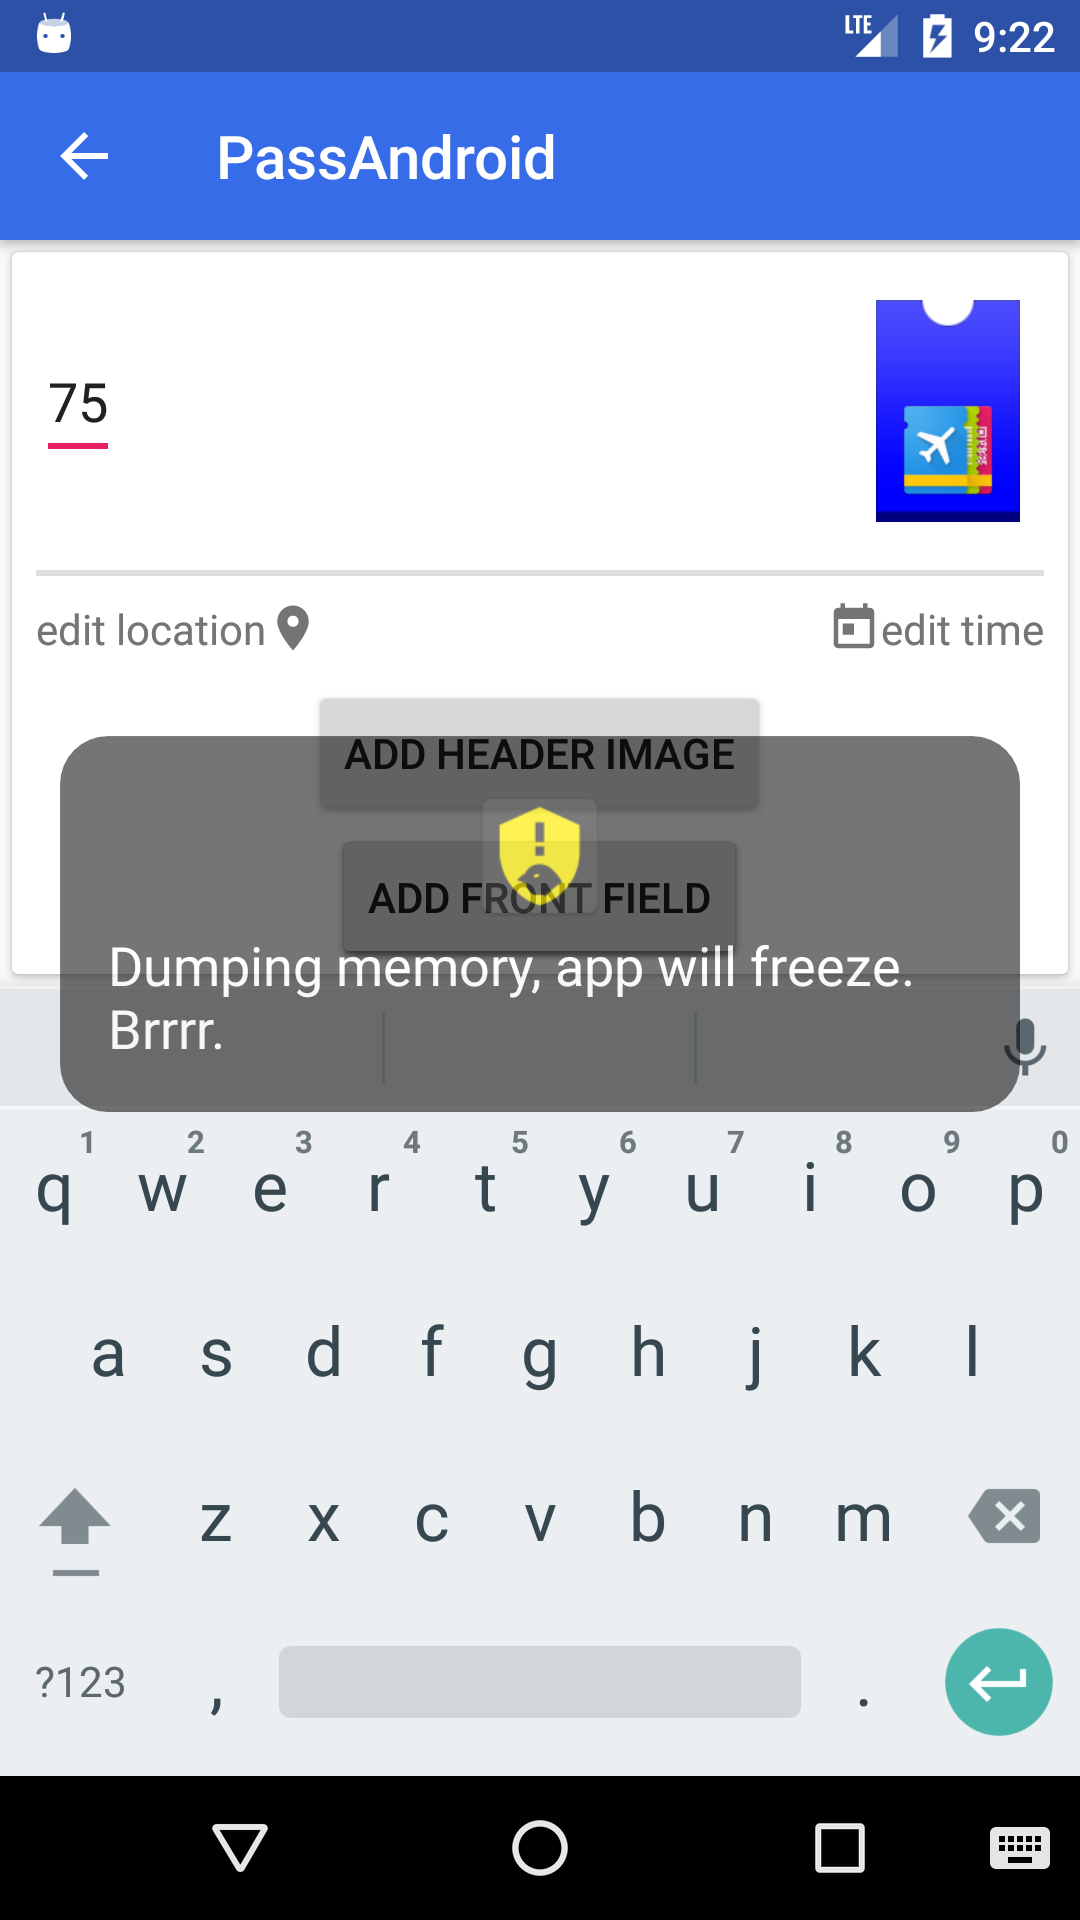 LTE 9:22
PassAndroid
75
edit location edit time
ADD HEADER IMAGE
ADD FRONT FIELD
Dumping memory, app will freeze.
Brrrr.
1 2 3 4 5 6 7 8 9 0
q w e r t y u i o p
a s d f g h j k l
z x c v b n m
?123 , .